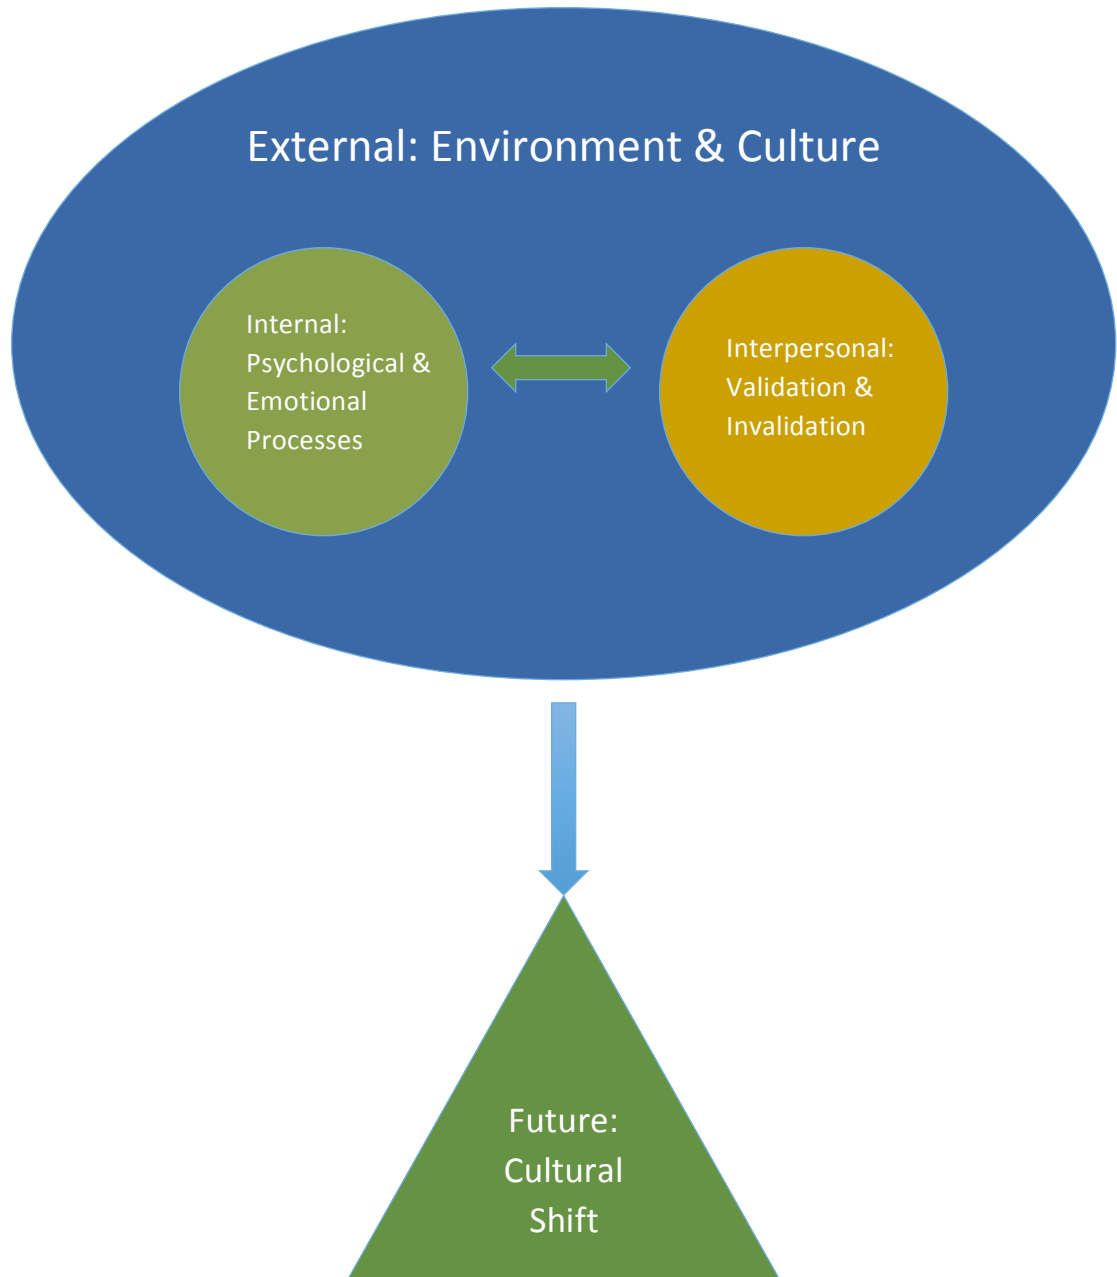 External: Environment & Culture
Internal:
Psychological &
Emotional
Processes
Interpersonal:
Validation &
Invalidation
Future:
Cultural
Shift